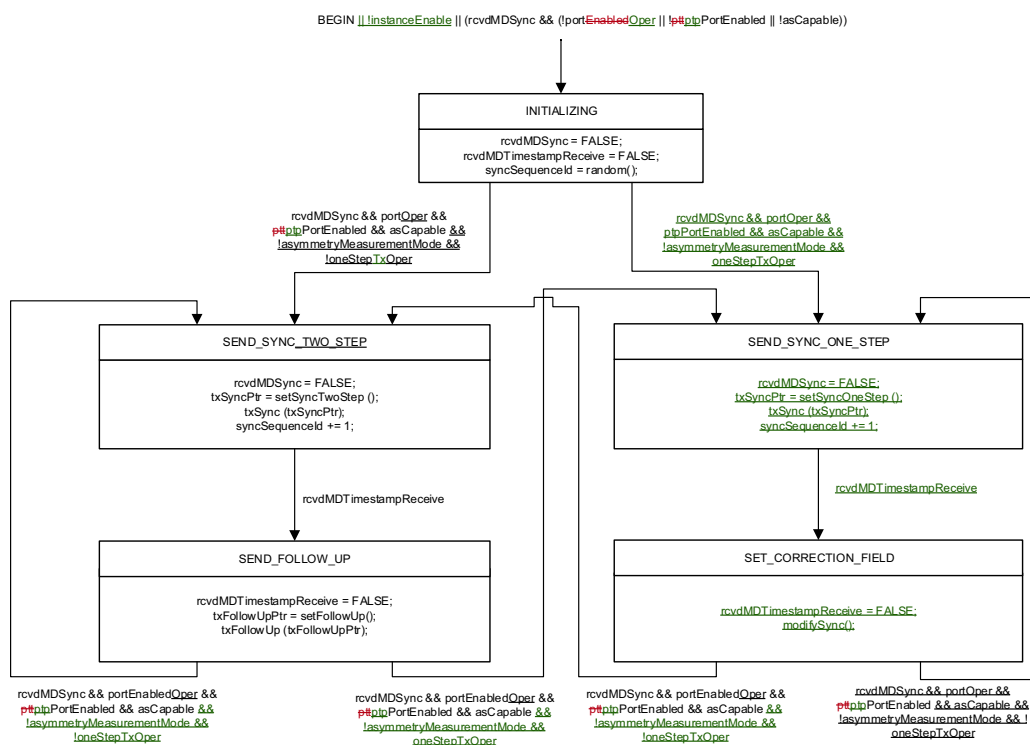 BEGIN || !instanceEnable || (rcvdMDSync && (!portEnabledOper || !pttptpPortEnabled || !asCapable))
INITIALIZING
rcvdMDSync = FALSE;
rcvdMDTimestampReceive = FALSE;
syncSequenceId = random();
rcvdMDSync && portOper &&
pttptpPortEnabled && asCapable &&
!asymmetryMeasurementMode &&
!oneStepTxOper
rcvdMDSync && portOper &&
ptpPortEnabled && asCapable &&
!asymmetryMeasurementMode &&
oneStepTxOper
SEND_SYNC_TWO_STEP
rcvdMDSync = FALSE;
txSyncPtr = setSyncTwoStep ();
txSync (txSyncPtr);
syncSequenceId += 1;
SEND_SYNC_ONE_STEP
rcvdMDSync = FALSE;
txSyncPtr = setSyncOneStep ();
txSync (txSyncPtr);
syncSequenceId += 1;
rcvdMDTimestampReceive
rcvdMDTimestampReceive
SEND_FOLLOW_UP
rcvdMDTimestampReceive = FALSE;
txFollowUpPtr = setFollowUp();
txFollowUp (txFollowUpPtr);
SET_CORRECTION_FIELD
rcvdMDTimestampReceive = FALSE;
modifySync();
rcvdMDSync && portEnabledOper &&
pttptpPortEnabled && asCapable &&
!asymmetryMeasurementMode &&
!oneStepTxOper
rcvdMDSync && portEnabledOper &&
pttptpPortEnabled && asCapable &&
!asymmetryMeasurementMode &&
oneStepTxOper
rcvdMDSync && portEnabledOper &&
pttptpPortEnabled && asCapable &&
!asymmetryMeasurementMode &&
!oneStepTxOper
rcvdMDSync && portOper &&
pttptpPortEnabled && asCapable &&
!asymmetryMeasurementMode && !
oneStepTxOper